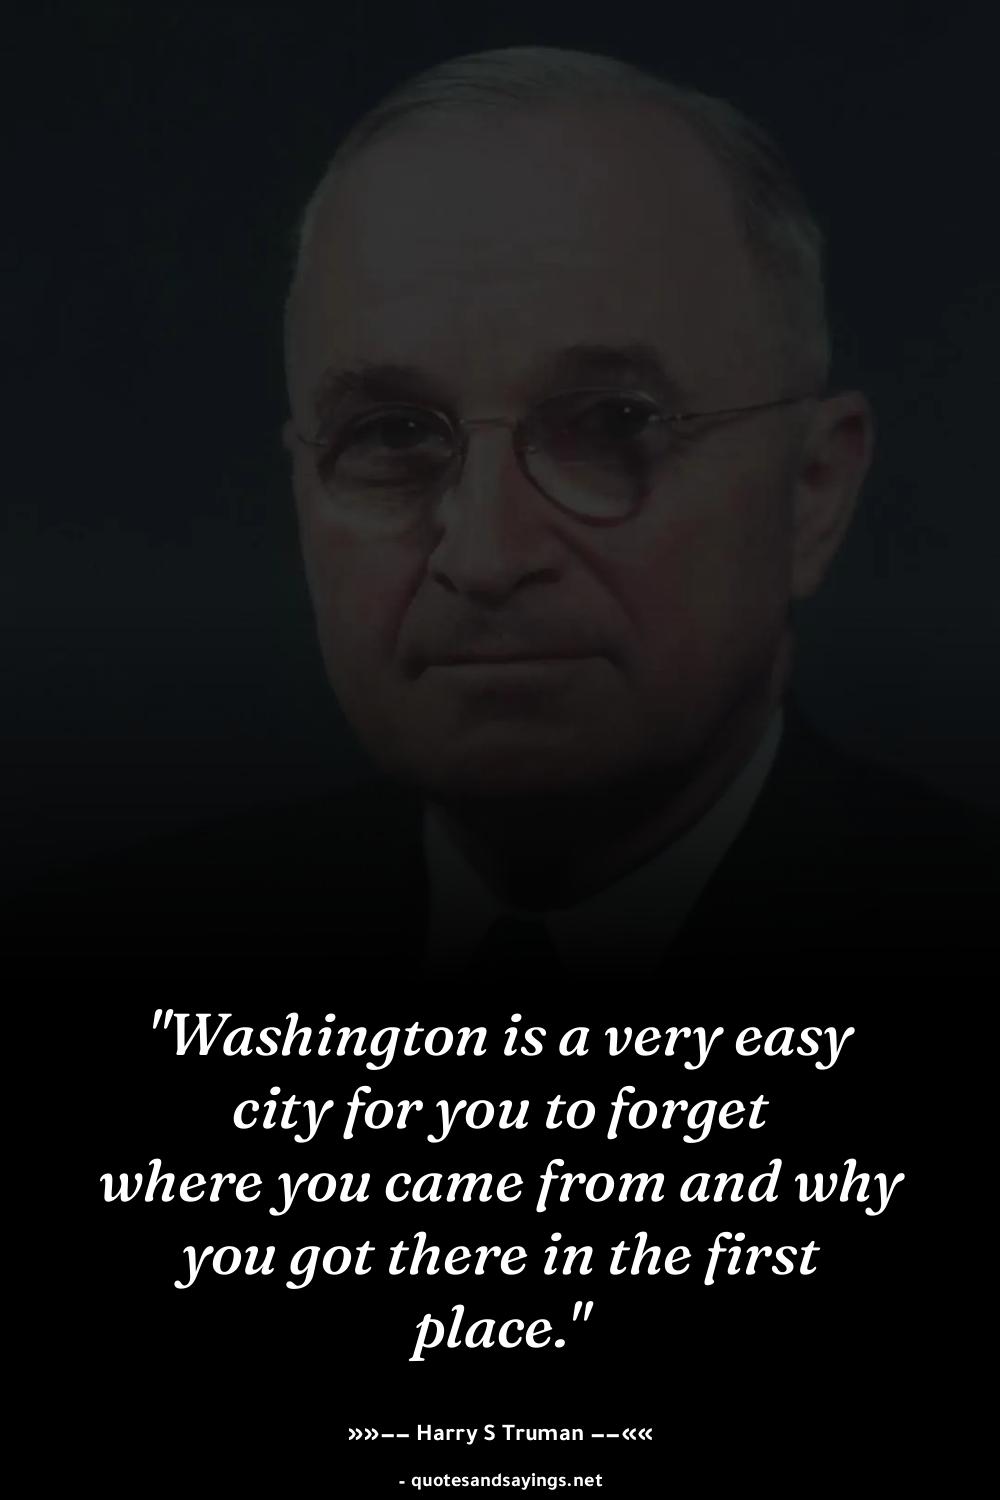 "Washington is a very easy
city for you to forget
where you came from and why
you got there in the first
place."
»»−− Harry S Truman −−««
- quotesandsayings.net